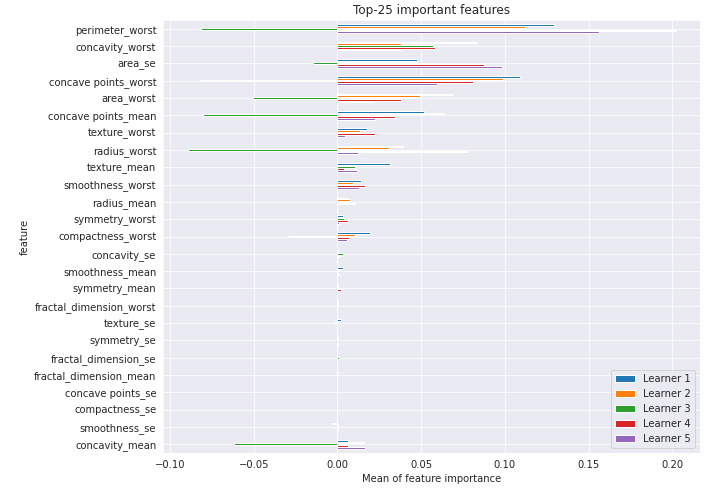 Top-25 important features
perimeter_worst
concavity_worst
area_se
concave points_worst
area_worst
concave points_mean
texture_worst
radius_worst
texture_mean
smoothness_worst
radius_mean
symmetry_worst
compactness_worst
concavity_se
smoothness_mean
symmetry_mean
fractal_dimension_worst
texture_se
symmetry_se
fractal_dimension_se
fractal_dimension_mean
concave points_se
compactness_se
smoothness_se
concavity_mean
feature
Learner 1
Learner 2
Learner 3
Learner 4
Learner 5
−0.10 −0.05 0.00 0.05 0.10 0.15 0.20
Mean of feature importance